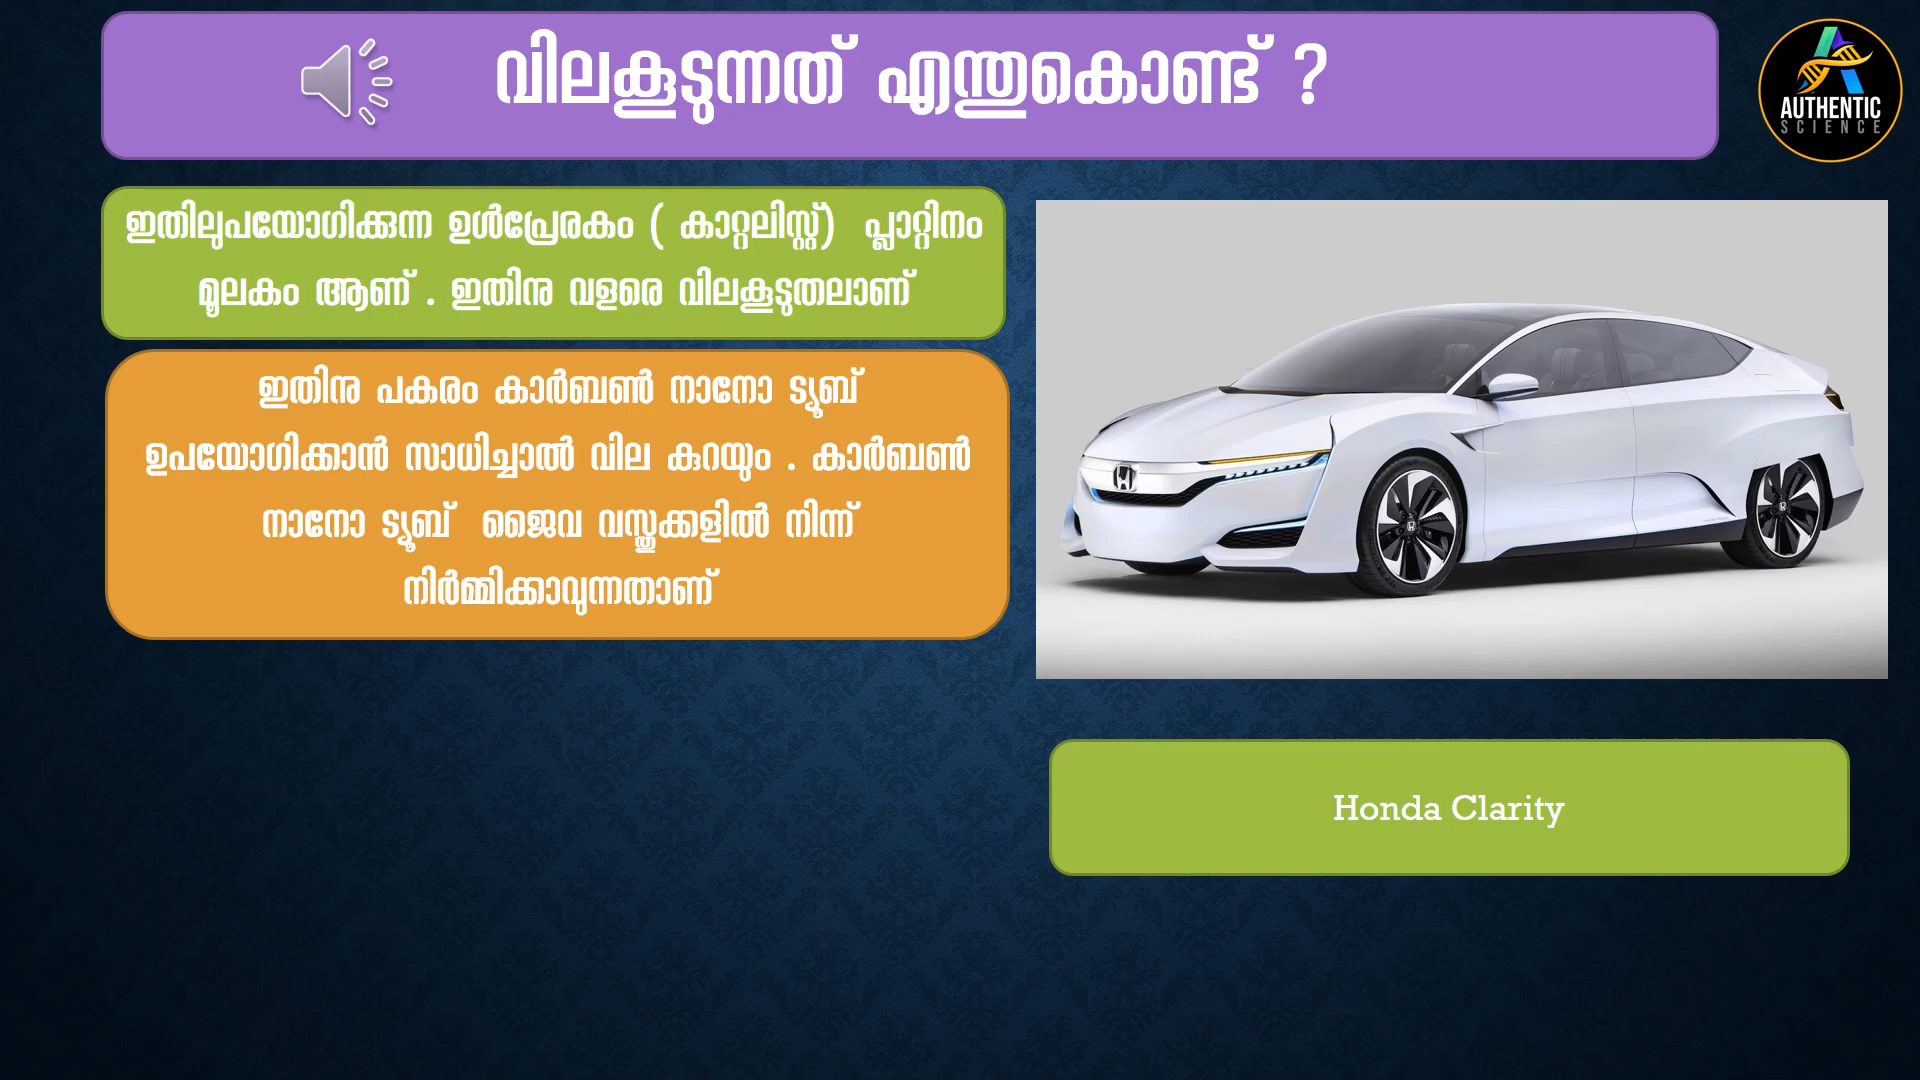 വിലകൂടുന്നത് എന്തുകൊണ്ട് ?
AUTHENTIC
SCIENCE
ഇതിലുപയോഗിക്കുന്ന ഉൾപ്രേരകം ( കാറ്റലിസ്റ്റ്) പ്ലാറ്റിനം
മൂലകം ആണ് . ഇതിനു വളരെ വിലകൂടുതലാണ്
ഇതിനു പകരം കാർബൺ നാനോ ട്യൂബ്
ഉപയോഗിക്കാൻ സാധിച്ചാൽ വില കുറയും . കാർബൺ
നാനോ ട്യൂബ് ജൈവ വസ്തുക്കളിൽ നിന്ന്
നിർമ്മിക്കാവുന്നതാണ്
Honda Clarity